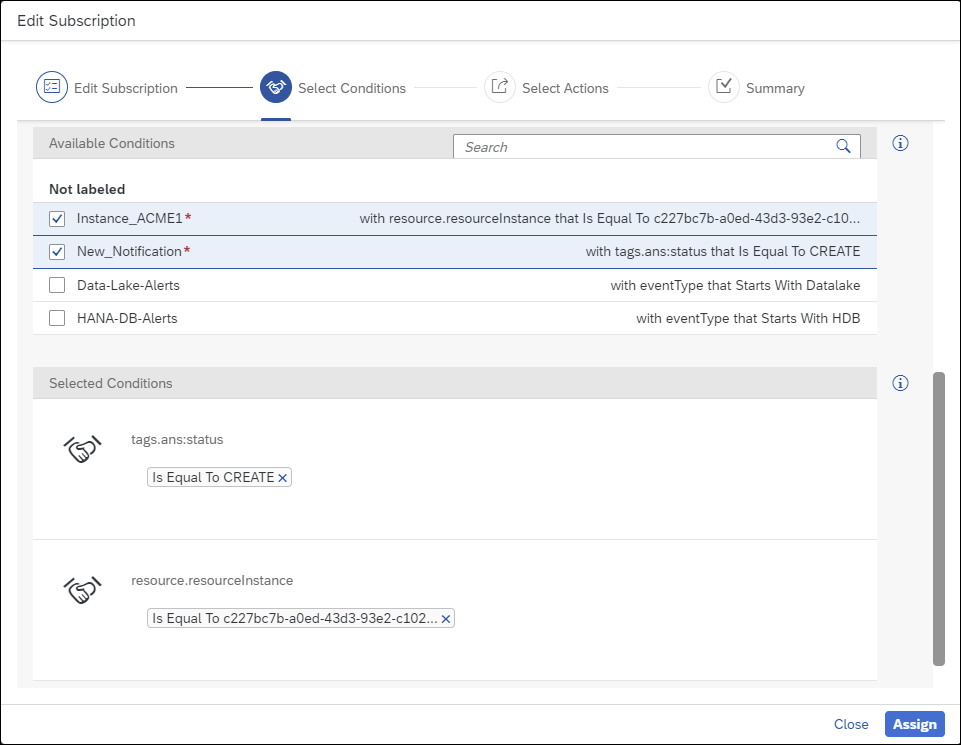 Edit Subscription
Edit Subscription Select Conditions Select Actions Summary
Available Conditions Search
Not labeled
Instance_ACME1* with resource.resourceInstance that Is Equal To c227bc7b-a0ed-43d3-93e2-c10...
New_Notification* with tags.ans:status that Is Equal To CREATE
Data-Lake-Alerts with eventType that Starts With Datalake
HANA-DB-Alerts with eventType that Starts With HDB
Selected Conditions
tags.ans:status
Is Equal To CREATE
resource.resourceInstance
Is Equal To c227bc7b-a0ed-43d3-93e2-c102...
Close Assign